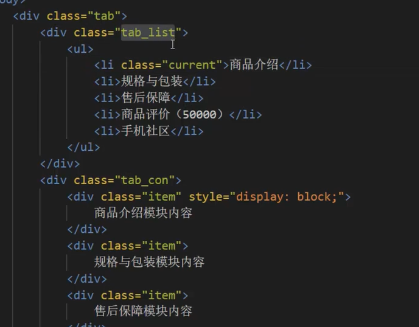 ody>
<div class="tab">
<div class="tab_list">
<ul>
<li class="current">商品介绍</li>
<li>规格与包装</li>
<li>售后保障</li>
<li>商品评价（50000）</li>
<li>手机社区</li>
</ul>
</div>
<div class="tab_con">
<div class="item" style="display: block;">
商品介绍模块内容
</div>
<div class="item">
规格与包装模块内容
</div>
<div class="item">
售后保障模块内容
</div>